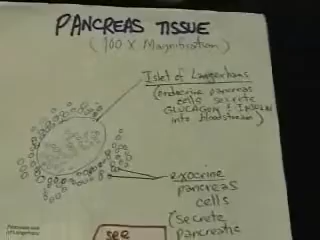 PANCREAS TISSUE
(100 X Magnification)
Islet of Langerhans
(endocrine pancreas
cells secrete
GLUCAGON & INSULIN
into bloodstream)
exocrine
pancreas
cells
(secrete
pancreatic
see